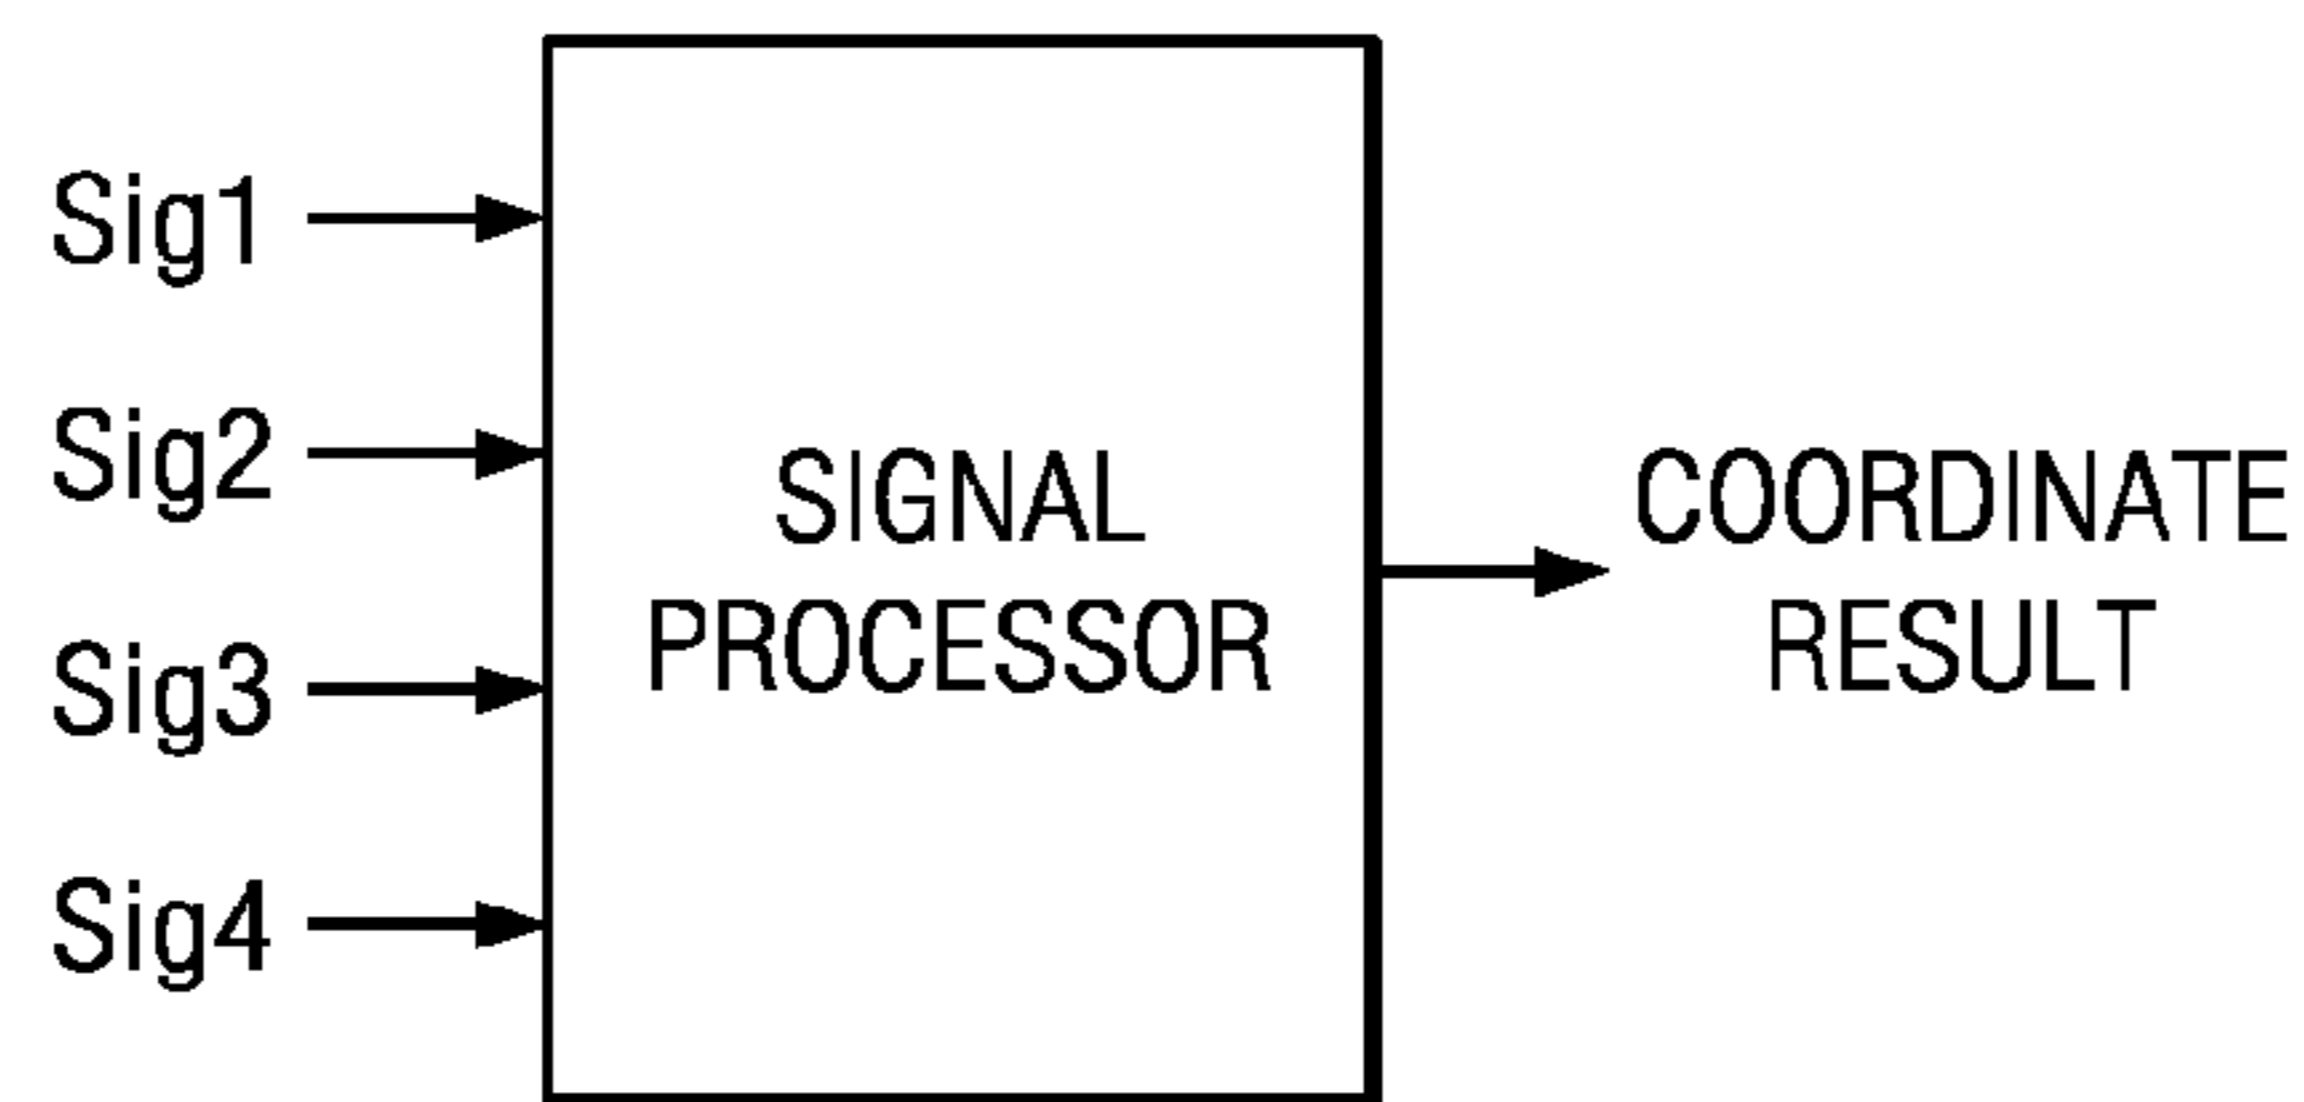 Sig1
Sig2
Sig3
Sig4
SIGNAL
PROCESSOR
COORDINATE
RESULT